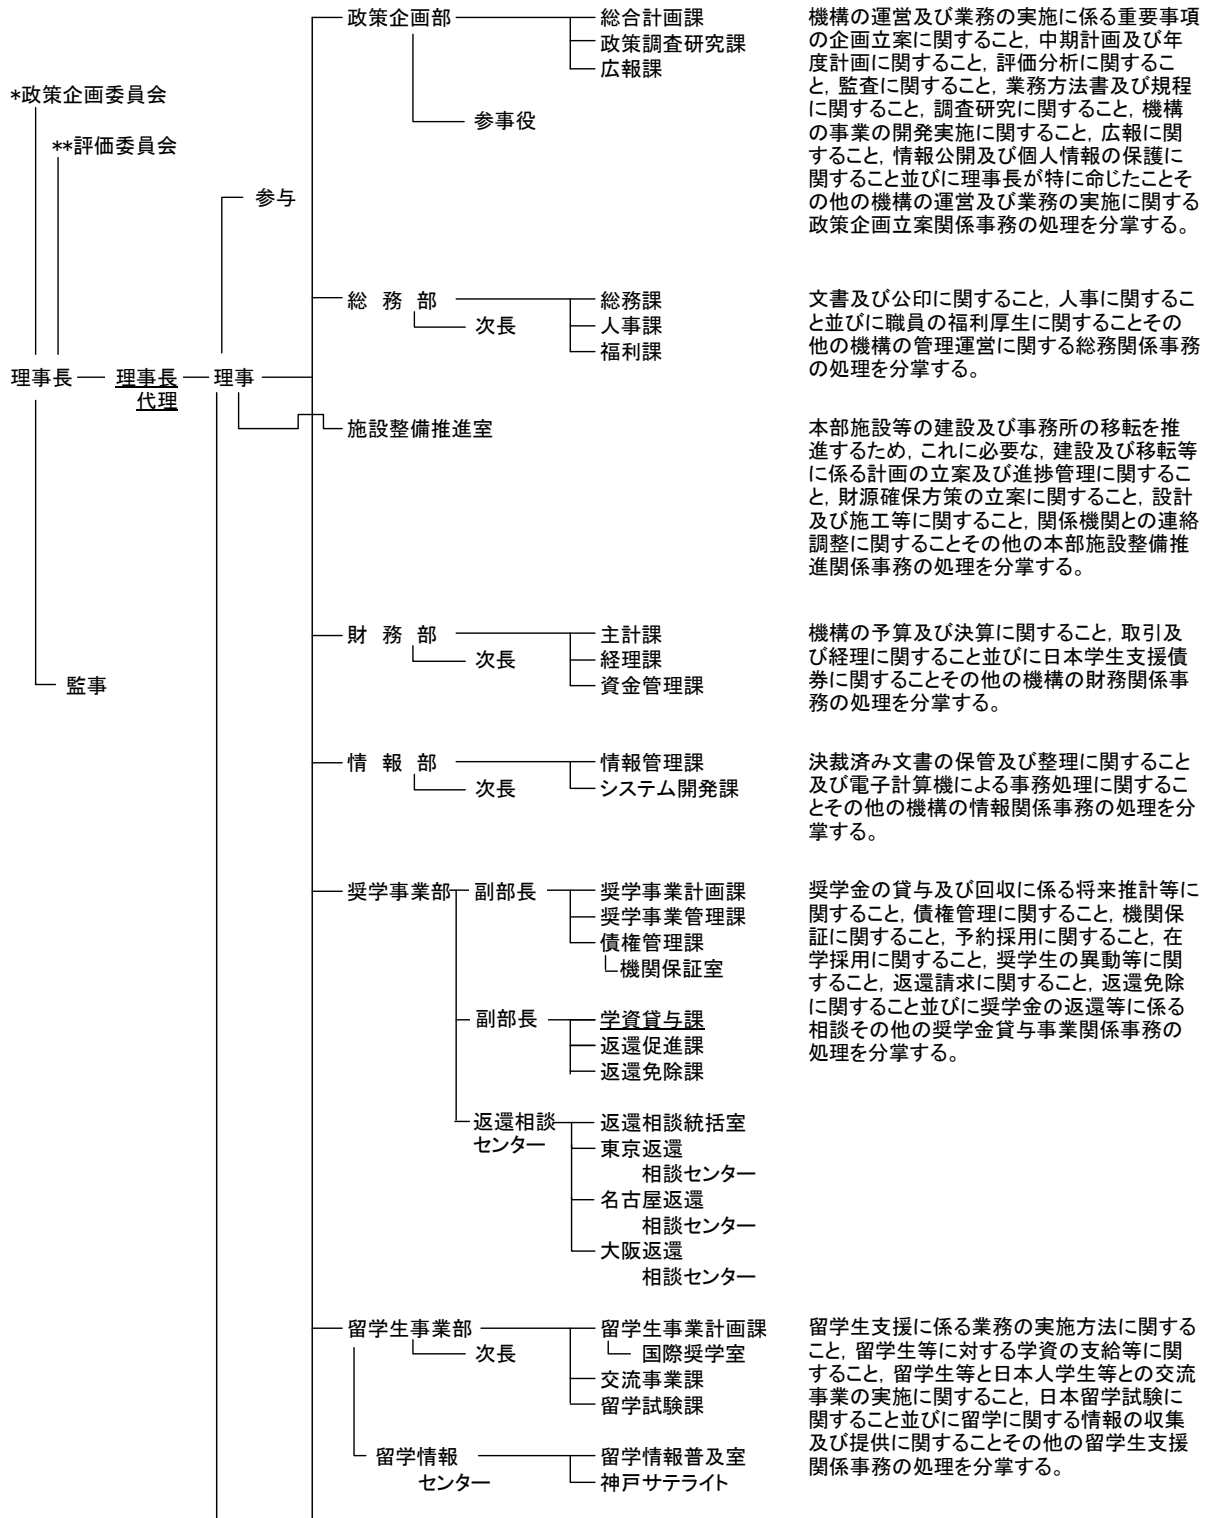 *政策企画委員会
**評価委員会
参与
理事長
理事長
代理
理事
監事
政策企画部
総合計画課
政策調査研究課
広報課
参事役
機構の運営及び業務の実施に係る重要事項
の企画立案に関すること，中期計画及び年
度計画に関すること，評価分析に関するこ
と，監査に関すること，業務方法書及び規程
に関すること，調査研究に関すること，機構
の事業の開発実施に関すること，広報に関
すること，情報公開及び個人情報の保護に
関すること並びに理事長が特に命じたことそ
の他の機構の運営及び業務の実施に関する
政策企画立案関係事務の処理を分掌する。
総　務　部
次長
総務課
人事課
福利課
文書及び公印に関すること，人事に関するこ
と並びに職員の福利厚生に関することその
他の機構の管理運営に関する総務関係事務
の処理を分掌する。
施設整備推進室
本部施設等の建設及び事務所の移転を推
進するため，これに必要な，建設及び移転等
に係る計画の立案及び進捗管理に関するこ
と，財源確保方策の立案に関すること，設計
及び施工等に関すること，関係機関との連絡
調整に関することその他の本部施設整備推
進関係事務の処理を分掌する。
財　務　部
次長
主計課
経理課
資金管理課
機構の予算及び決算に関すること，取引及
び経理に関すること並びに日本学生支援債
券に関することその他の機構の財務関係事
務の処理を分掌する。
情　報　部
次長
情報管理課
システム開発課
決裁済み文書の保管及び整理に関すること
及び電子計算機による事務処理に関するこ
とその他の機構の情報関係事務の処理を分
掌する。
奨学事業部
副部長
奨学事業計画課
奨学事業管理課
債権管理課
機関保証室
副部長
学資貸与課
返還促進課
返還免除課
返還相談
センター
返還相談統括室
東京返還
相談センター
名古屋返還
相談センター
大阪返還
相談センター
奨学金の貸与及び回収に係る将来推計等に
関すること，債権管理に関すること，機関保
証に関すること，予約採用に関すること，在
学採用に関すること，奨学生の異動等に関
すること，返還請求に関すること，返還免除
に関すること並びに奨学金の返還等に係る
相談その他の奨学金貸与事業関係事務の
処理を分掌する。
留学生事業部
次長
留学生事業計画課
国際奨学室
交流事業課
留学試験課
留学情報
センター
留学情報普及室
神戸サテライト
留学生支援に係る業務の実施方法に関する
こと，留学生等に対する学資の支給等に関
すること，留学生等と日本人学生等との交流
事業の実施に関すること，日本留学試験に
関すること並びに留学に関する情報の収集
及び提供に関することその他の留学生支援
関係事務の処理を分掌する。